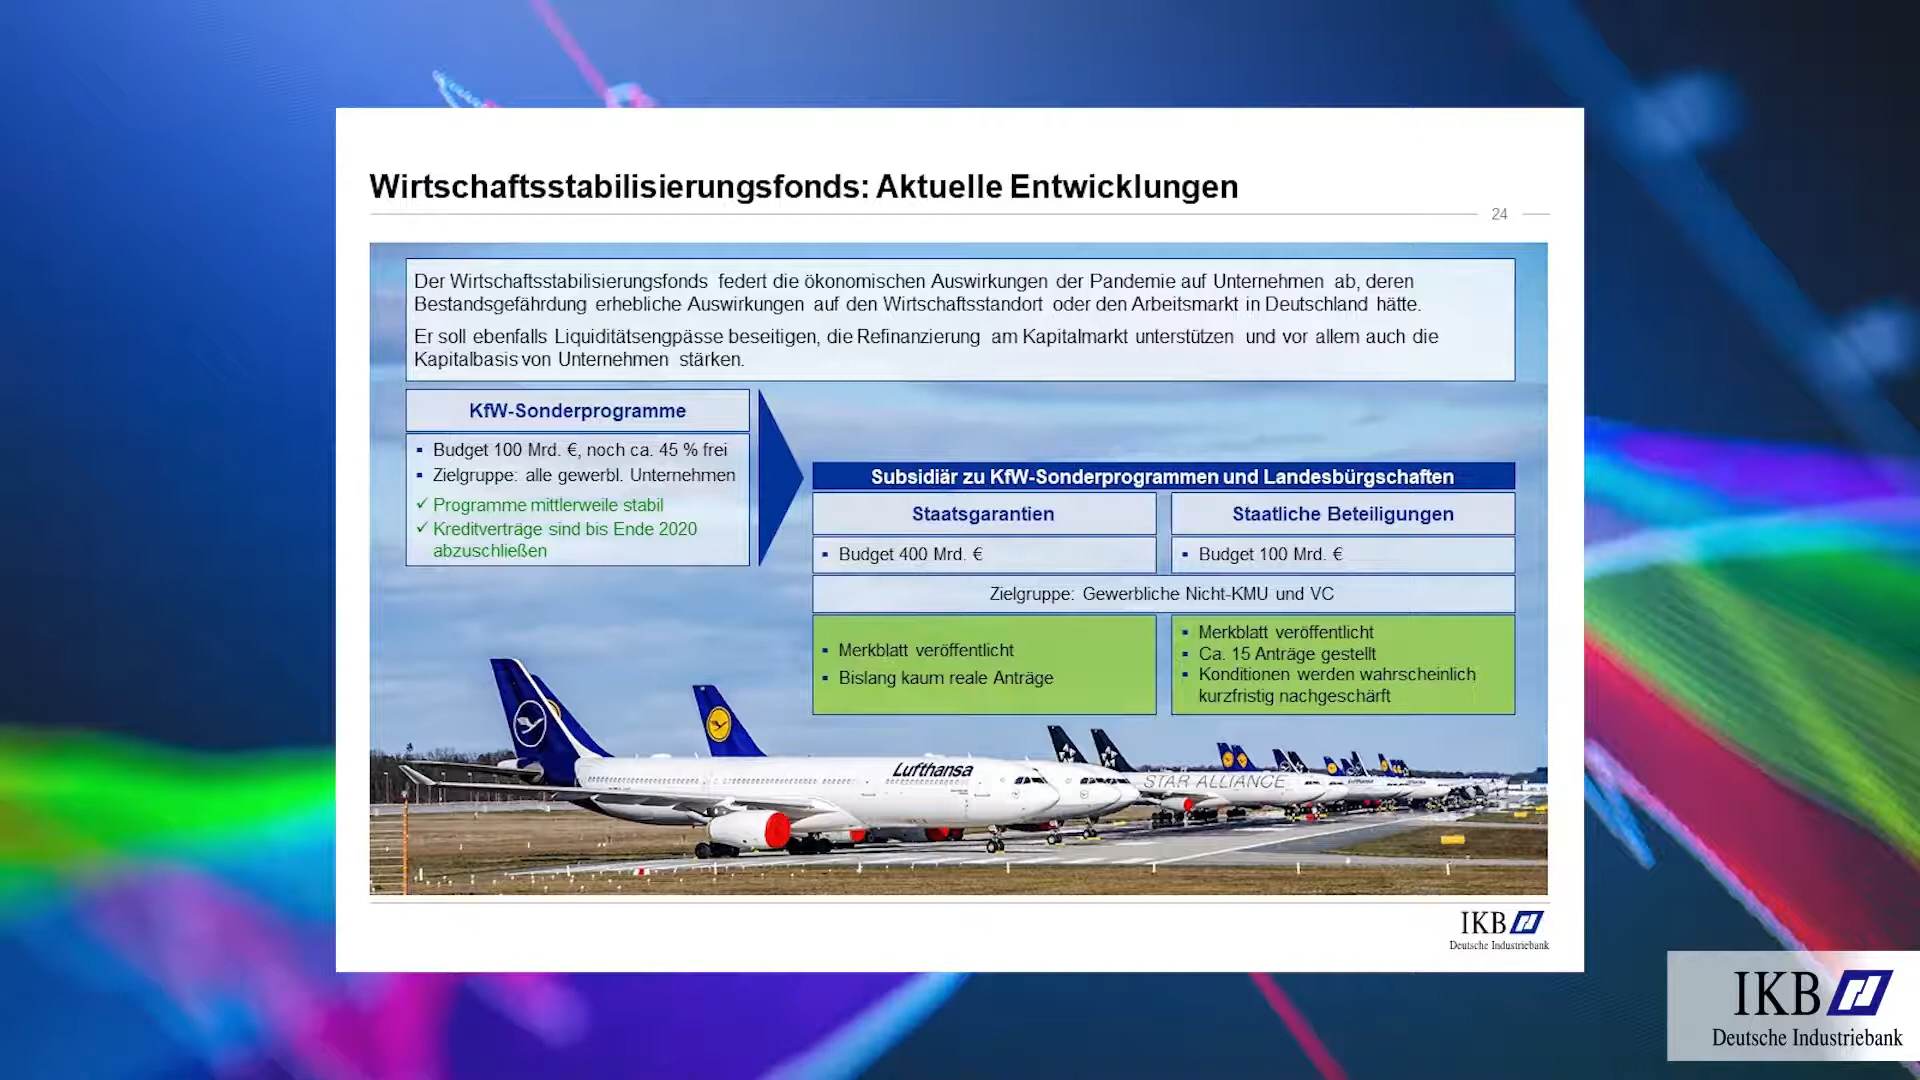 Wirtschaftsstabilisierungsfonds: Aktuelle Entwicklungen
24
Der Wirtschaftsstabilisierungsfonds federt die ökonomischen Auswirkungen der Pandemie auf Unternehmen ab, deren
Bestandsgefährdung erhebliche Auswirkungen auf den Wirtschaftsstandort oder den Arbeitsmarkt in Deutschland hätte.
Er soll ebenfalls Liquiditätsengpässe beseitigen, die Refinanzierung am Kapitalmarkt unterstützen und vor allem auch die
Kapitalbasis von Unternehmen stärken.
KfW-Sonderprogramme
▪ Budget 100 Mrd. €, noch ca. 45 % frei
▪ Zielgruppe: alle gewerbl. Unternehmen
✓ Programme mittlerweile stabil
✓ Kreditverträge sind bis Ende 2020
abzuschließen
Subsidiär zu KfW-Sonderprogrammen und Landesbürgschaften
Staatsgarantien
Staatliche Beteiligungen
▪ Budget 400 Mrd. €
▪ Budget 100 Mrd. €
Zielgruppe: Gewerbliche Nicht-KMU und VC
▪ Merkblatt veröffentlicht
▪ Bislang kaum reale Anträge
▪ Merkblatt veröffentlicht
▪ Ca. 15 Anträge gestellt
▪ Konditionen werden wahrscheinlich
kurzfristig nachgeschärft
Lufthansa
STAR ALLIANCE
IKB
Deutsche Industriebank
IKB
Deutsche Industriebank